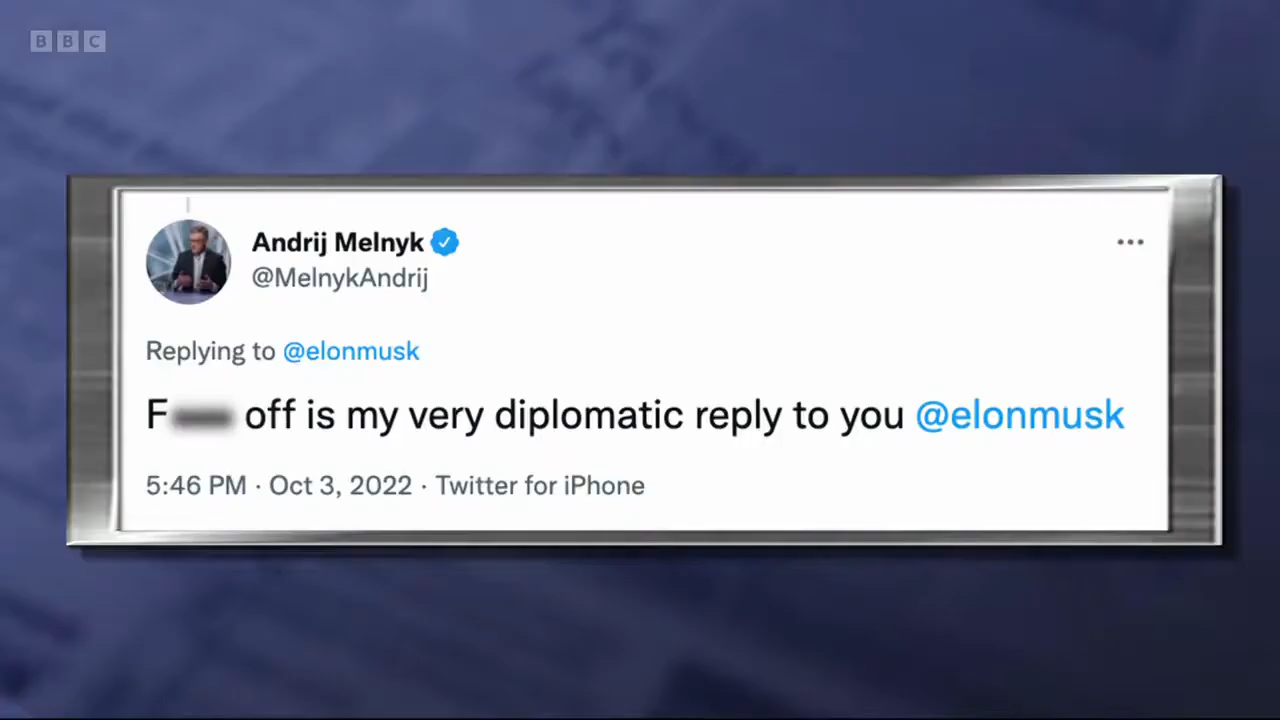 BBC
Andrij Melnyk
@MelnykAndrij
Replying to @elonmusk
F off is my very diplomatic reply to you @elonmusk
5:46 PM · Oct 3, 2022 · Twitter for iPhone